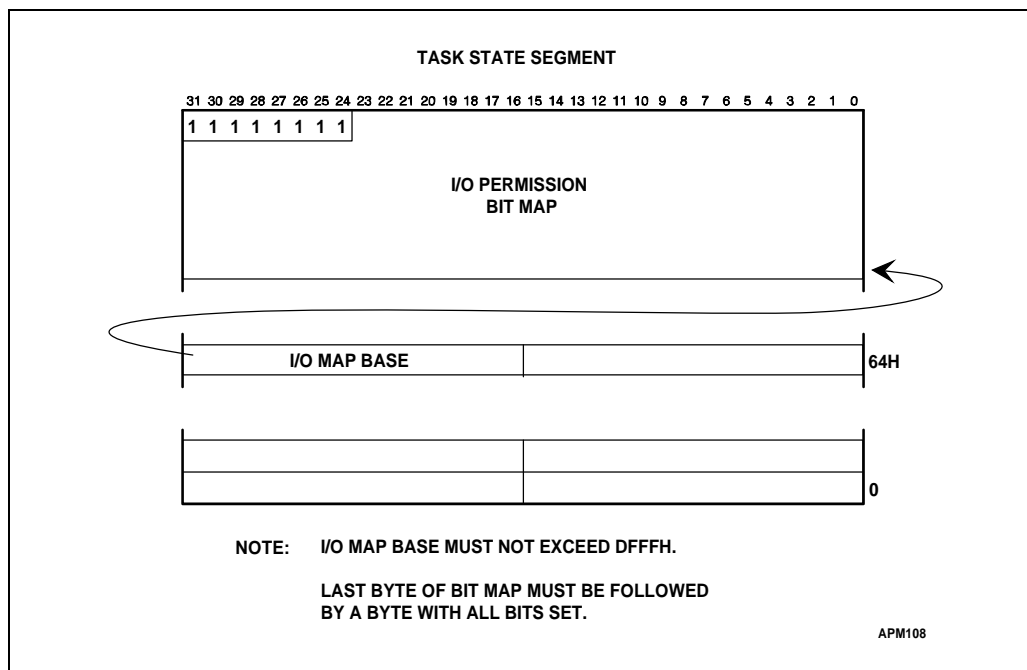 TASK STATE SEGMENT
31 30 29 28 27 26 25 24 23 22 21 20 19 18 17 16 15 14 13 12 11 10 9 8 7 6 5 4 3 2 1 0
1 1 1 1 1 1 1 1
I/O PERMISSION
BIT MAP
I/O MAP BASE
64H
0
NOTE: I/O MAP BASE MUST NOT EXCEED DFFFH.
LAST BYTE OF BIT MAP MUST BE FOLLOWED
BY A BYTE WITH ALL BITS SET.
APM108